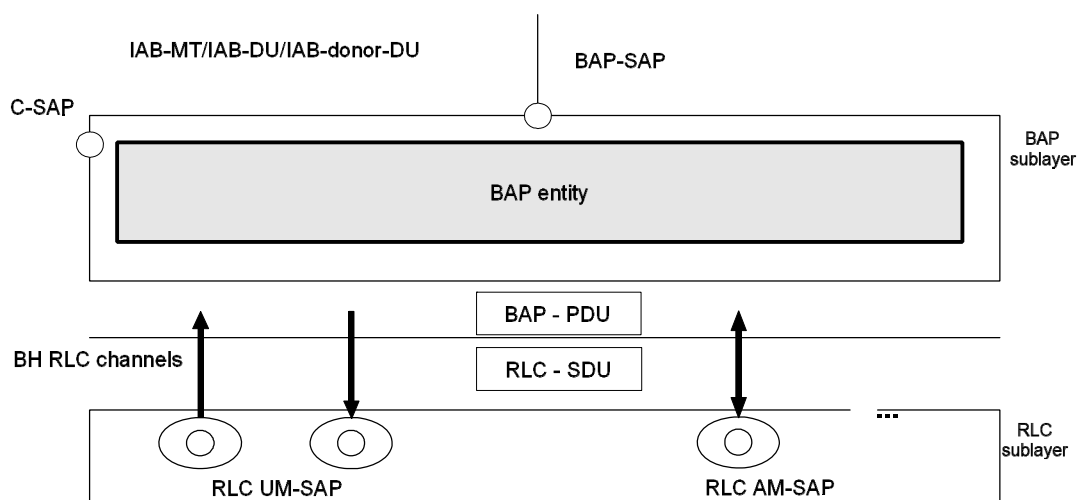 IAB-MT/IAB-DU/IAB-donor-DU
BAP-SAP
C-SAP
BAP
sublayer
BAP entity
BAP - PDU
BH RLC channels
RLC - SDU
...
RLC
sublayer
RLC UM-SAP
RLC AM-SAP